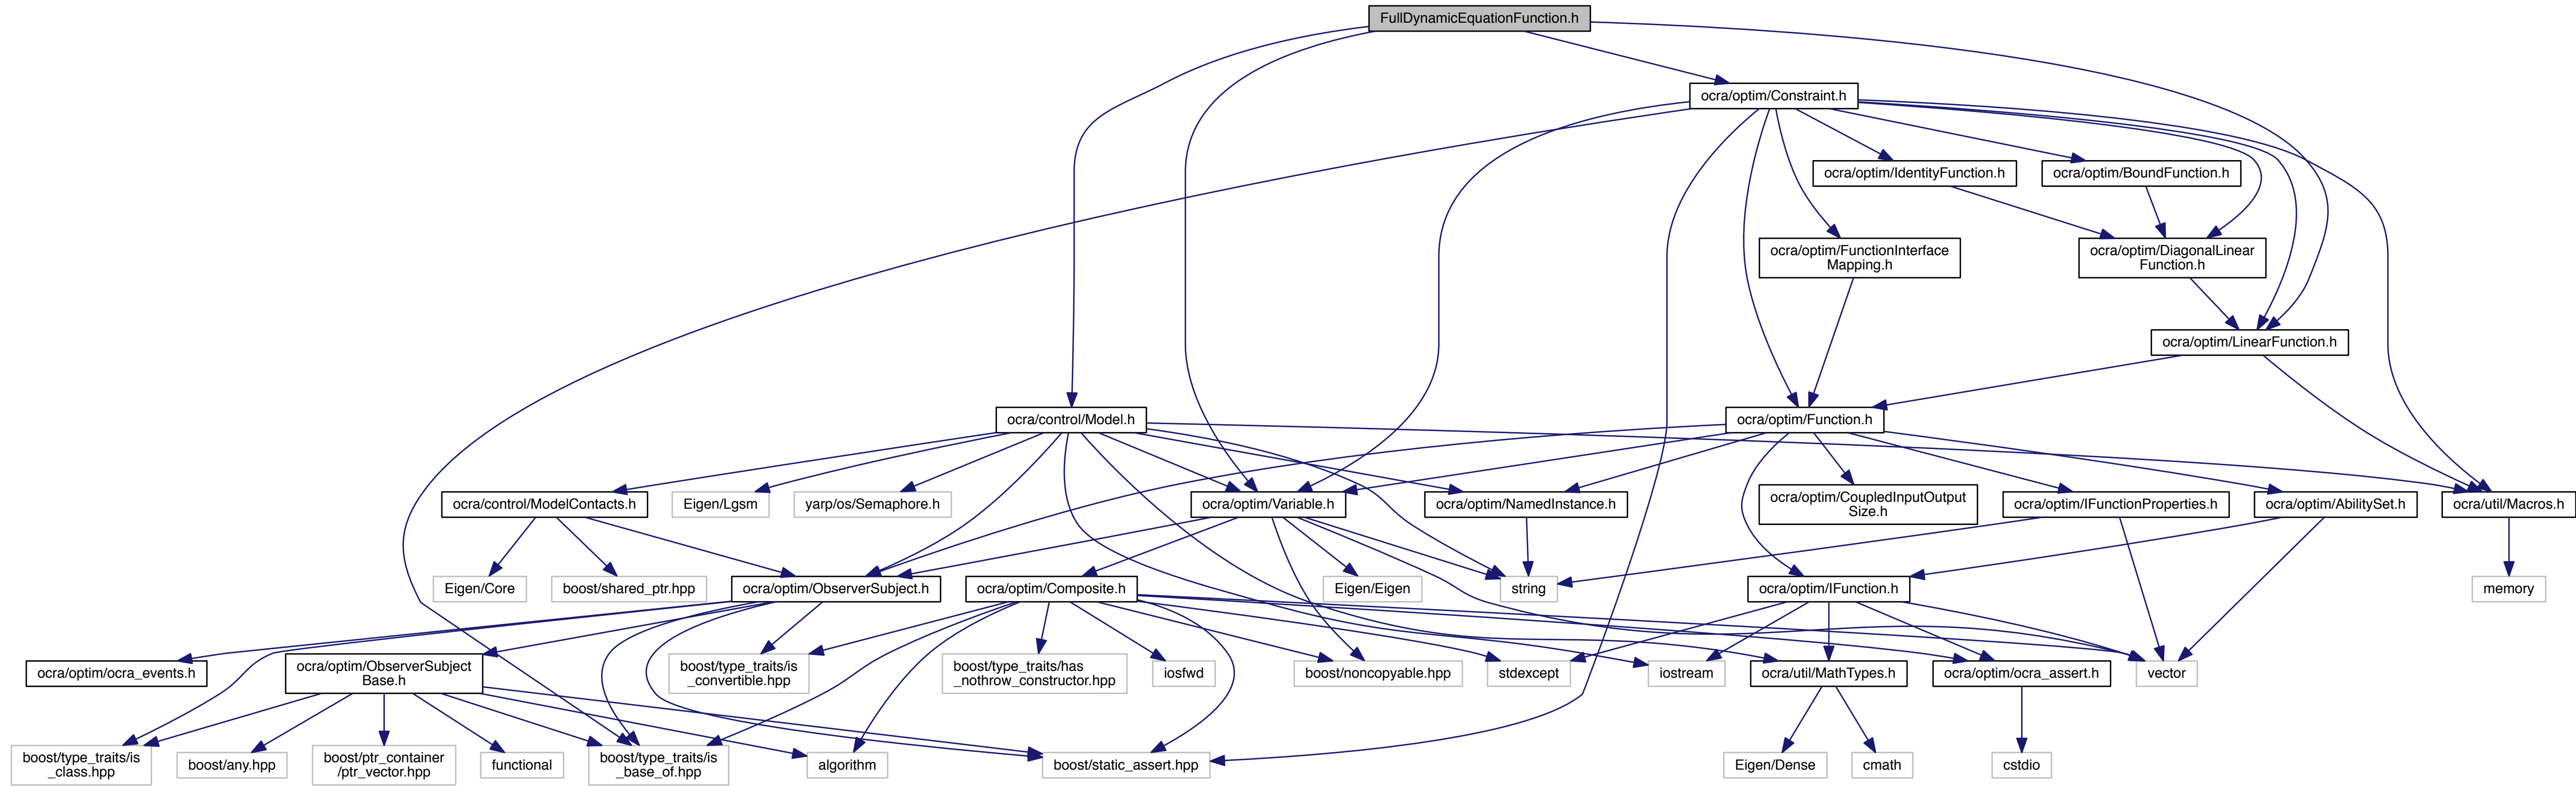 FullDynamicEquationFunction.h
ocra/optim/Constraint.h
ocra/optim/IdentityFunction.h
ocra/optim/BoundFunction.h
ocra/optim/FunctionInterface
Mapping.h
ocra/optim/DiagonalLinear
Function.h
ocra/optim/LinearFunction.h
ocra/control/Model.h
ocra/optim/Function.h
ocra/control/ModelContacts.h
Eigen/Lgsm
yarp/os/Semaphore.h
ocra/optim/Variable.h
ocra/optim/NamedInstance.h
ocra/optim/CoupledInputOutput
Size.h
ocra/optim/IFunctionProperties.h
ocra/optim/AbilitySet.h
ocra/util/Macros.h
Eigen/Core
boost/shared_ptr.hpp
ocra/optim/ObserverSubject.h
ocra/optim/Composite.h
Eigen/Eigen
string
ocra/optim/IFunction.h
memory
ocra/optim/ocra_events.h
ocra/optim/ObserverSubject
Base.h
boost/type_traits/is
_convertible.hpp
boost/type_traits/has
_nothrow_constructor.hpp
iosfwd
boost/noncopyable.hpp
stdexcept
iostream
ocra/util/MathTypes.h
ocra/optim/ocra_assert.h
vector
boost/type_traits/is
_class.hpp
boost/any.hpp
boost/ptr_container
/ptr_vector.hpp
functional
boost/type_traits/is
_base_of.hpp
algorithm
boost/static_assert.hpp
Eigen/Dense
cmath
cstdio